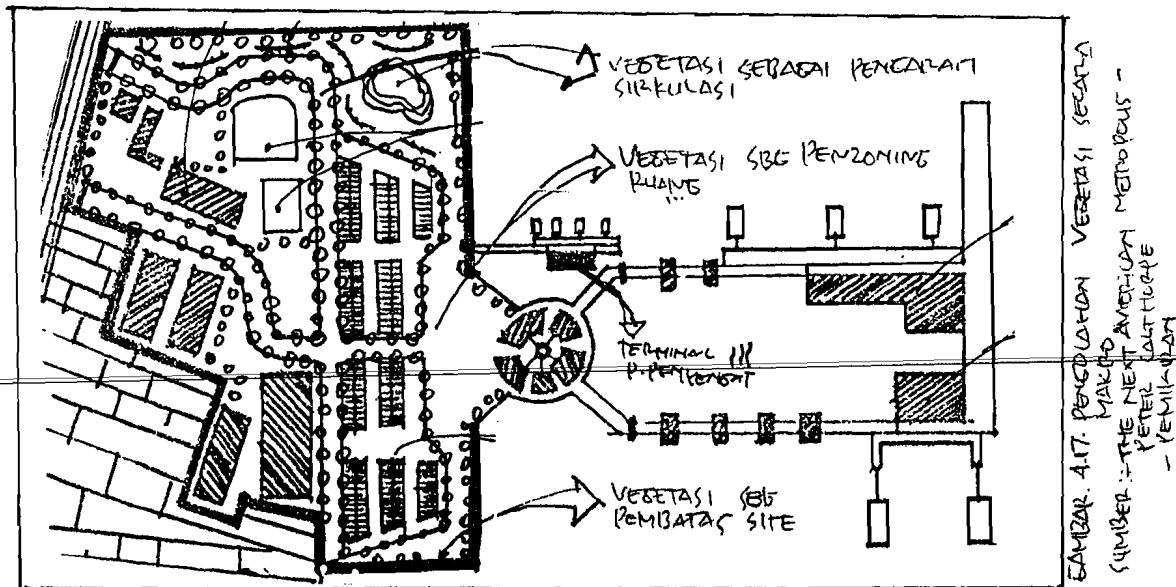 VEGETASI SEBAGAI PENGARAH
SIRKULASI
VEGETASI SBG PENZONING
RUANG
TERMINAL
VEGETASI SBG
PEMBATAS SITE
GAMBAR. 4.17. PENGOLAHAN VEGETASI SECARA
MAKRO
SUMBER :-THE NEXT AMERICAN METROPOLIS-
PETER CALTHORPE
- PEMIKIRAN